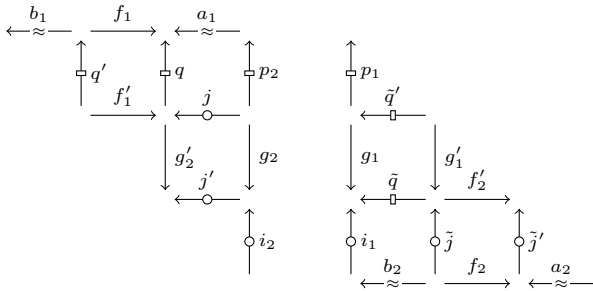 b₁ f₁ a₁
q′ q p₂ p₁
f′₁ j q̃′
g′₂ g₂ g₁ g′₁
j′ q̃ f′₂
i₂ i₁ j̃ j̃′
b₂ f₂ a₂